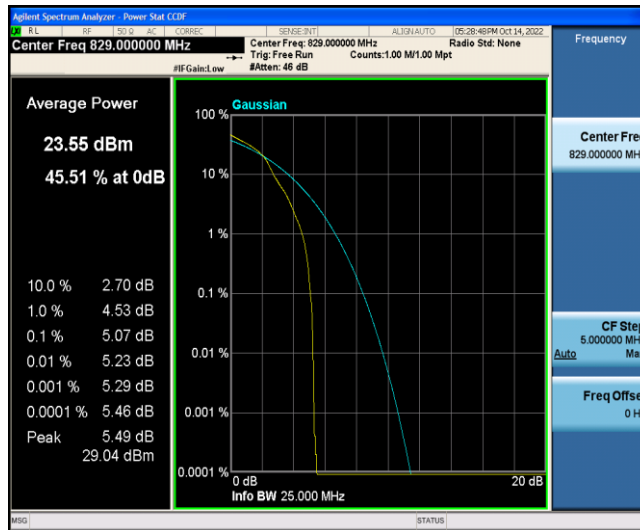 Agilent Spectrum Analyzer - Power Stat CCDF
RL RF 50 Ω AC CORREC SENSE:INT ALIGNAUTO 05:28:48PM Oct 14, 2022
Center Freq 829.000000 MHz
Center Freq: 829.000000 MHz Radio Std: None
Trig: Free Run Counts:1.00 M/1.00 Mpt
#IFGain:Low #Atten: 46 dB
Frequency
Average Power
23.55 dBm
45.51 % at 0dB
10.0 % 2.70 dB
1.0 % 4.53 dB
0.1 % 5.07 dB
0.01 % 5.23 dB
0.001 % 5.29 dB
0.0001 % 5.46 dB
Peak 5.49 dB
29.04 dBm
Gaussian
100 %
10 %
1 %
0.1 %
0.01 %
0.001 %
0.0001 %
0 dB 20 dB
Info BW 25.000 MHz
Center Fre
829.000000 MH
CF Step
5.000000 MH
Auto Ma
Freq Offse
0 H
MSG STATUS